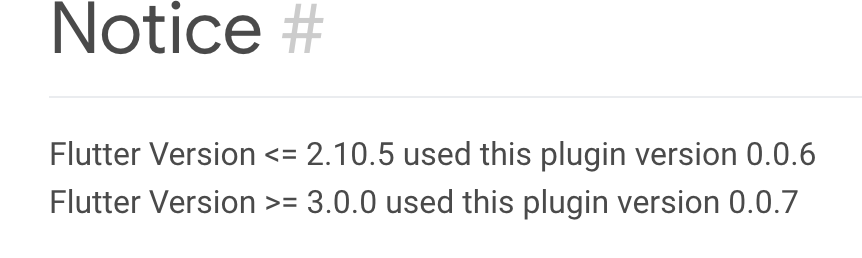 Notice #
Flutter Version <= 2.10.5 used this plugin version 0.0.6
Flutter Version >= 3.0.0 used this plugin version 0.0.7